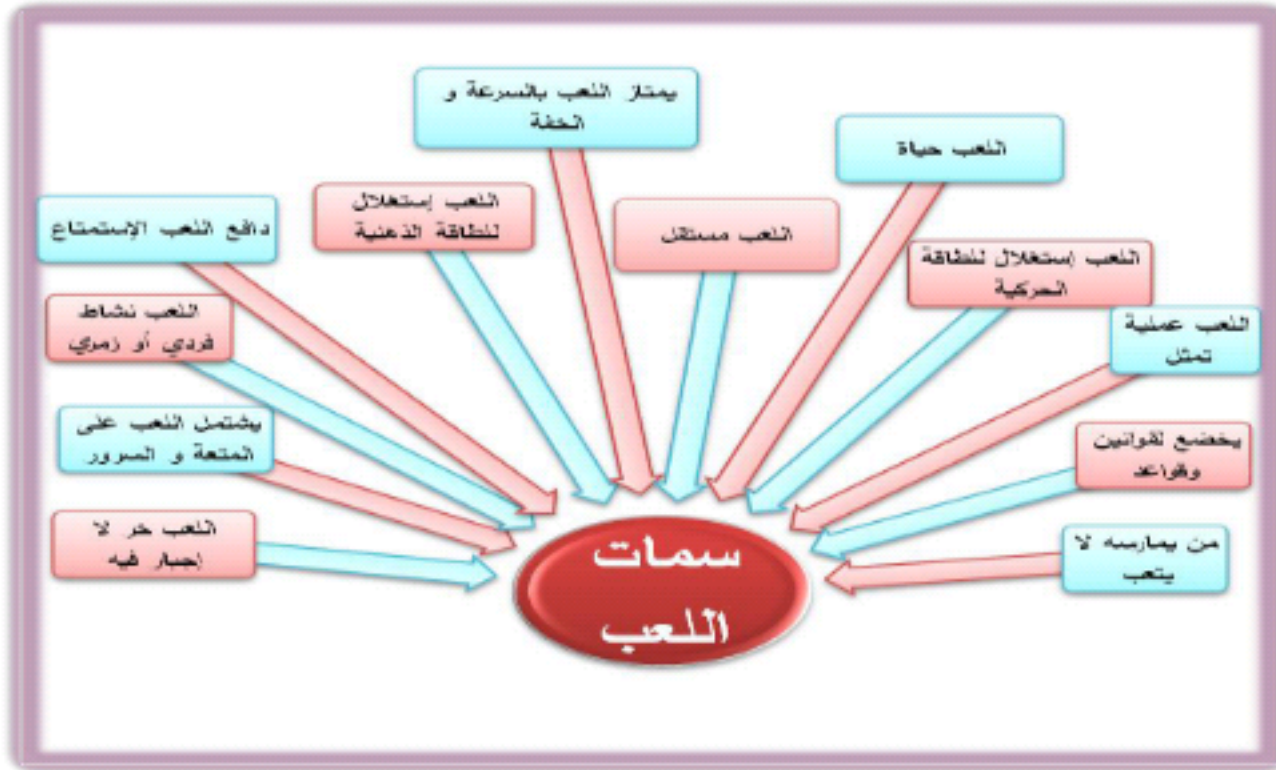 يمتاز اللعب بالسرعة و
الخفة
اللعب حياة
اللعب إستغلال
للطاقة الذهنية
اللعب مستقل
دافع اللعب الإستمتاع
اللعب إستغلال للطاقة
الحركية
اللعب نشاط
فردي أو زمري
اللعب عملية
تمثل
يشتمل اللعب على
المتعة و السرور
يخضع لقوانين
وقواعد
اللعب حر لا
إجبار فيه
من يمارسه لا
يتعب
سمات
اللعب